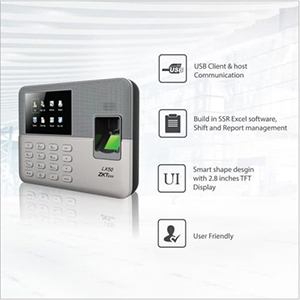 LX50
ZKTeco
USB
USB Client & host
Communication
Build in SSR Excel software,
Shift and Report management
UI
Smart shape desgin
with 2.8 inches TFT
Display
User Friendly